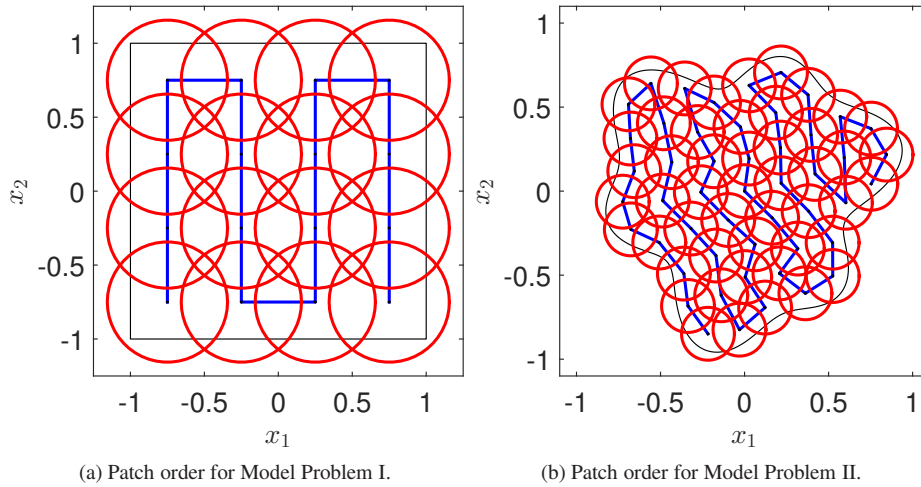 1
0.5
0
-0.5
-1
x2
-1 -0.5 0 0.5 1
x1
(a) Patch order for Model Problem I.
1
0.5
0
-0.5
-1
x2
-1 -0.5 0 0.5 1
x1
(b) Patch order for Model Problem II.